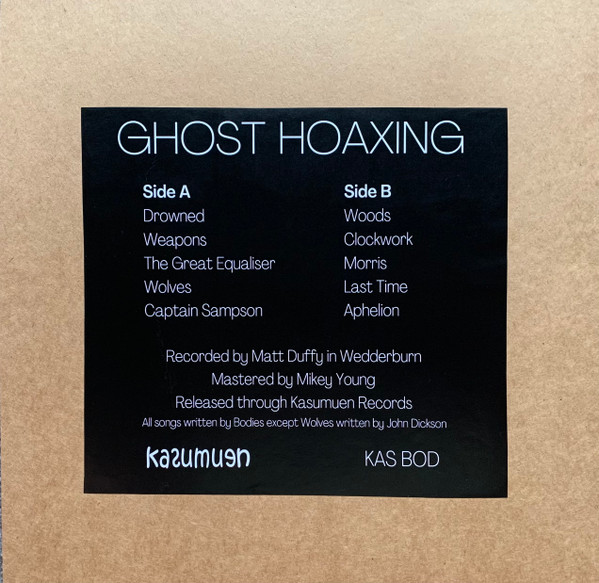 GHOST HOAXING
Side A
Drowned
Weapons
The Great Equaliser
Wolves
Captain Sampson
Side B
Woods
Clockwork
Morris
Last Time
Aphelion
Recorded by Matt Duffy in Wedderburn
Mastered by Mikey Young
Released through Kasumuen Records
All songs written by Bodies except Wolves written by John Dickson
kasumuen
KAS BOD